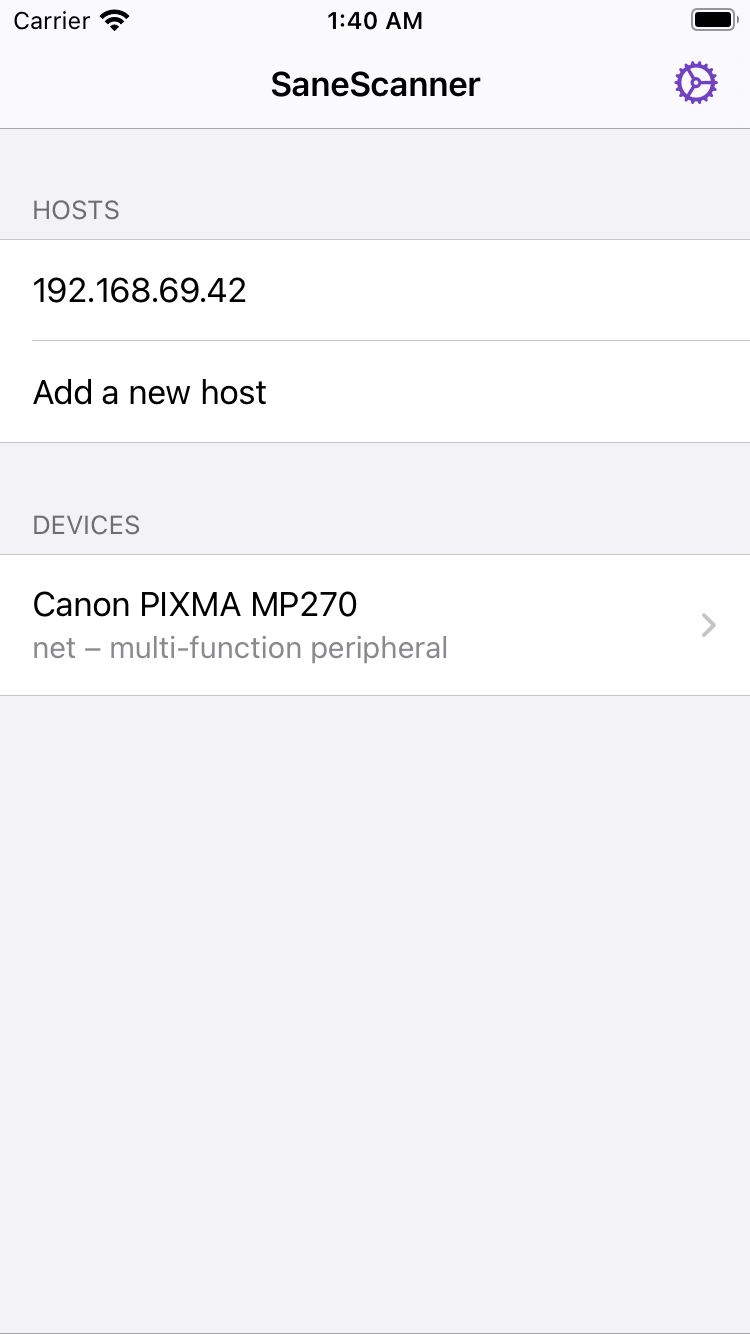 Carrier 1:40 AM
SaneScanner
HOSTS
192.168.69.42
Add a new host
DEVICES
Canon PIXMA MP270
net – multi-function peripheral